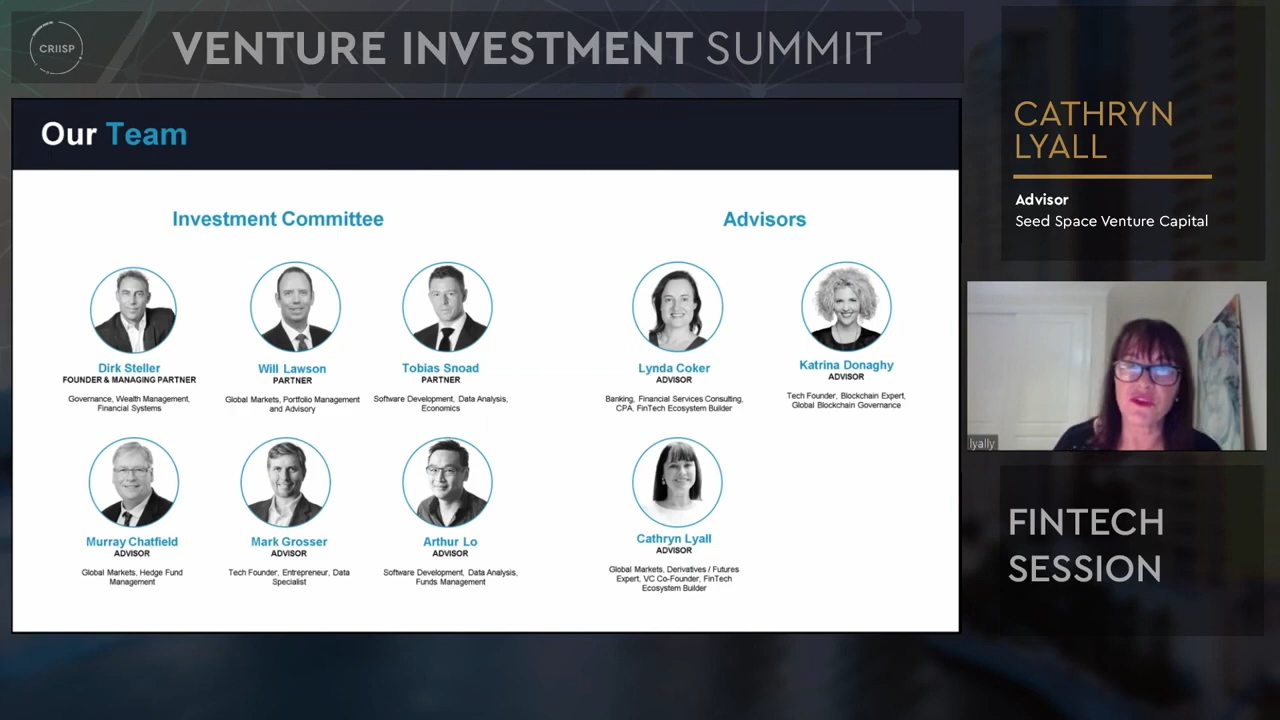 CRIISP
VENTURE INVESTMENT SUMMIT
Our Team
Investment Committee
Dirk Steller
FOUNDER & MANAGING PARTNER
Governance, Wealth Management,
Financial Systems
Will Lawson
PARTNER
Global Markets, Portfolio Management
and Advisory
Tobias Snoad
PARTNER
Software Development, Data Analysis,
Economics
Murray Chatfield
ADVISOR
Global Markets, Hedge Fund
Management
Mark Grosser
ADVISOR
Tech Founder, Entrepreneur, Data
Specialist
Arthur Lo
ADVISOR
Software Development, Data Analysis,
Funds Management
Advisors
Lynda Coker
ADVISOR
Banking, Financial Services Consulting,
CPA, FinTech Ecosystem Builder
Katrina Donaghy
ADVISOR
Tech Founder, Blockchain Expert,
Global Blockchain Governance
Cathryn Lyall
ADVISOR
Global Markets, Derivatives / Futures
Expert, VC Co-Founder, FinTech
Ecosystem Builder
CATHRYN
LYALL
Advisor
Seed Space Venture Capital
lyally
FINTECH
SESSION